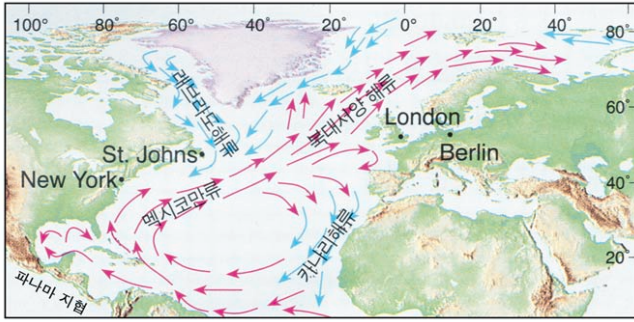 100° 80° 60° 40° 20° 0° 20° 40° 60°
80°
래브라도해류
북대서양 해류
60°
London
St. Johns
Berlin
New York
40°
멕시코만류
카나리해류
20°
파나마 지협